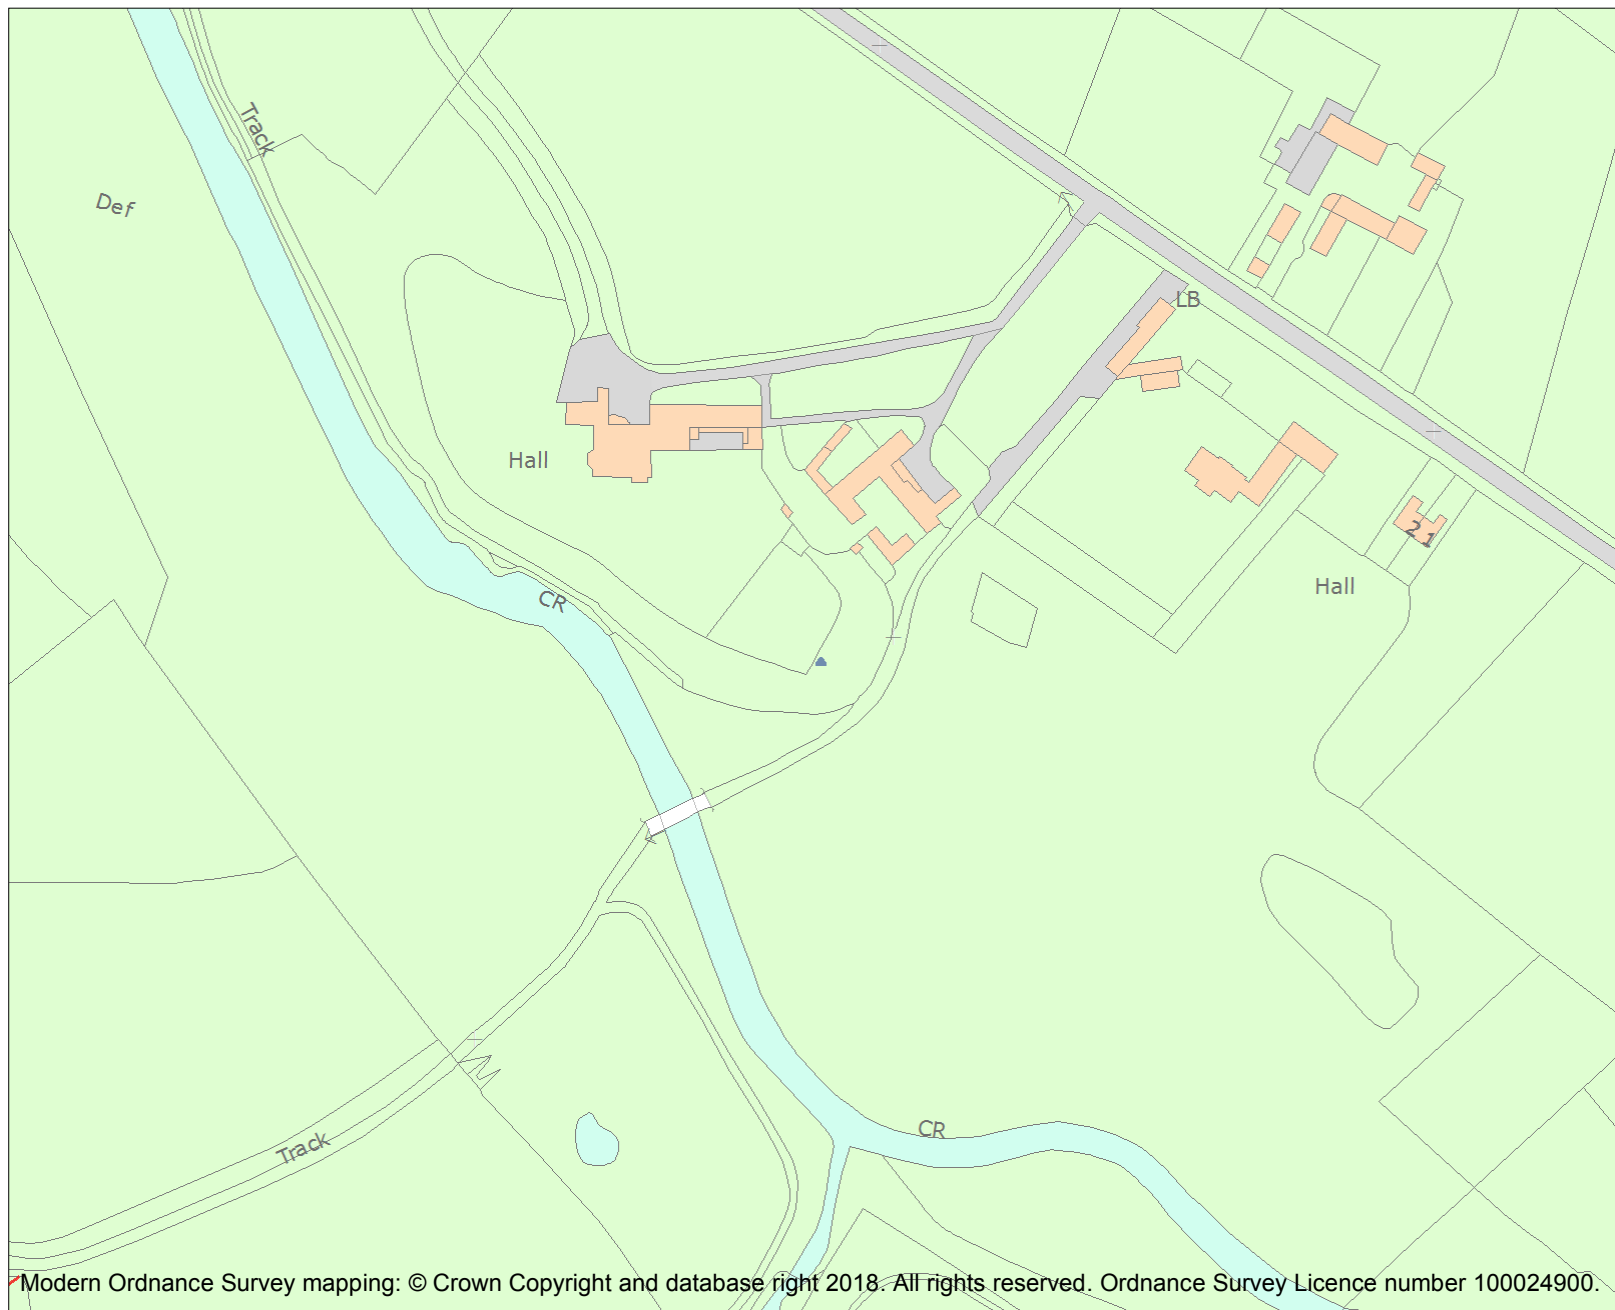 Track
Def
LB
Hall
2 1
Hall
CR
CR
Track
Modern Ordnance Survey mapping: © Crown Copyright and database right 2018. All rights reserved. Ordnance Survey Licence number 100024900.